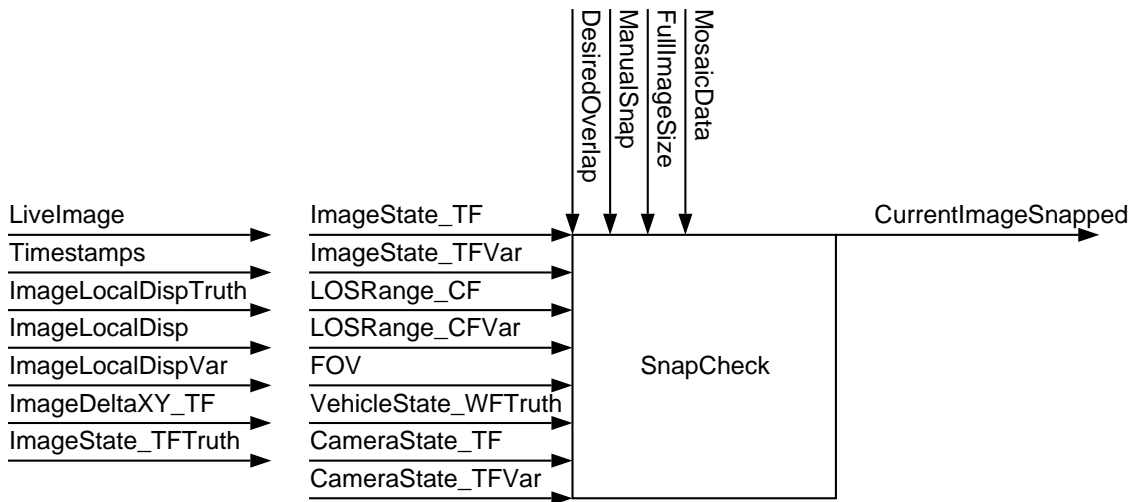 DesiredOverlap
ManualSnap
FullImageSize
MosaicData
LiveImage
Timestamps
ImageLocalDispTruth
ImageLocalDisp
ImageLocalDispVar
ImageDeltaXY_TF
ImageState_TFTruth
ImageState_TF
ImageState_TFVar
LOSRange_CF
LOSRange_CFVar
FOV
VehicleState_WFTruth
CameraState_TF
CameraState_TFVar
SnapCheck
CurrentImageSnapped